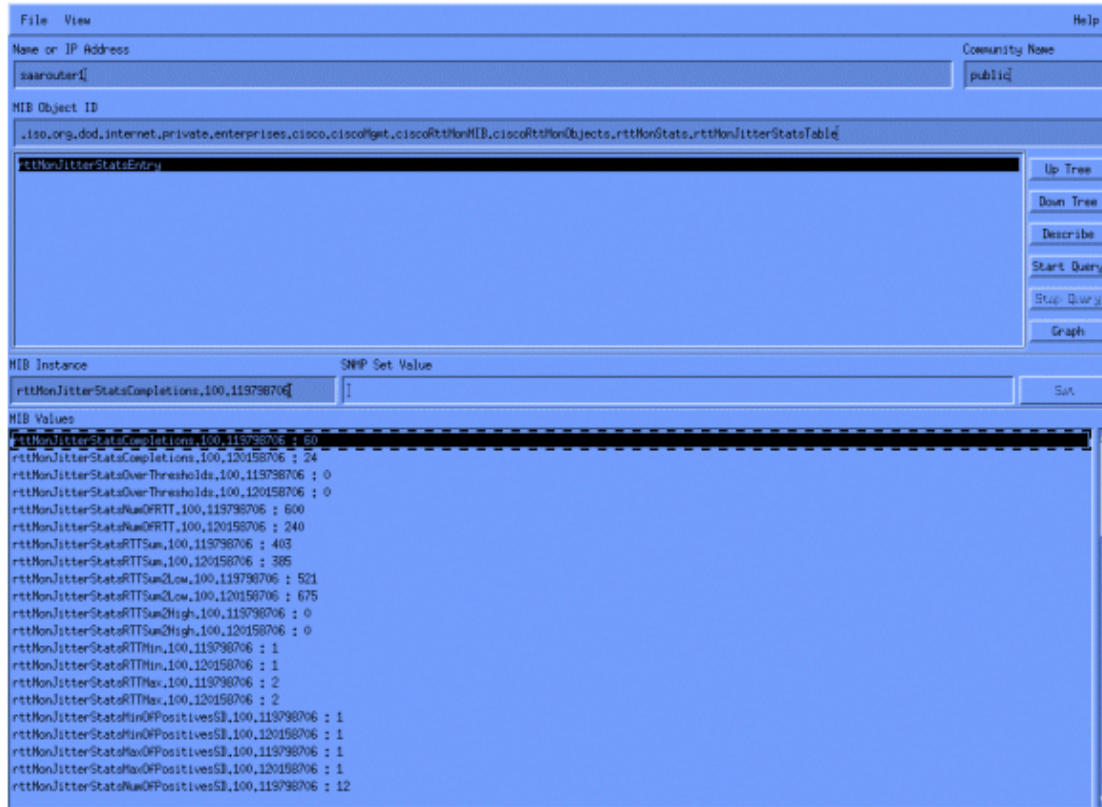 File View Help
Name or IP Address Community Name
saarouter1 public
MIB Object ID
.iso.org.dod.internet.private.enterprises.cisco.ciscoMgmt.ciscoRttMonMIB.ciscoRttMonObjects.rttMonStats.rttMonJitterStatsTable
rttMonJitterStatsEntry
Up Tree
Down Tree
Describe
Start Query
Stop Query
Graph
MIB Instance SNMP Set Value
rttMonJitterStatsCompletions.100.119798706
Set
MIB Values
rttMonJitterStatsCompletions.100.119798706 : 60
rttMonJitterStatsCompletions.100.120158706 : 24
rttMonJitterStatsOverThresholds.100.119798706 : 0
rttMonJitterStatsOverThresholds.100.120158706 : 0
rttMonJitterStatsNumOfRTT.100.119798706 : 600
rttMonJitterStatsNumOfRTT.100.120158706 : 240
rttMonJitterStatsRTTSum.100.119798706 : 403
rttMonJitterStatsRTTSum.100.120158706 : 385
rttMonJitterStatsRTTSum2Low.100.119798706 : 521
rttMonJitterStatsRTTSum2Low.100.120158706 : 675
rttMonJitterStatsRTTSum2High.100.119798706 : 0
rttMonJitterStatsRTTSum2High.100.120158706 : 0
rttMonJitterStatsRTTMin.100.119798706 : 1
rttMonJitterStatsRTTMin.100.120158706 : 1
rttMonJitterStatsRTTMax.100.119798706 : 2
rttMonJitterStatsRTTMax.100.120158706 : 2
rttMonJitterStatsMinOfPositivesSD.100.119798706 : 1
rttMonJitterStatsMinOfPositivesSD.100.120158706 : 1
rttMonJitterStatsMaxOfPositivesSD.100.119798706 : 1
rttMonJitterStatsMaxOfPositivesSD.100.120158706 : 1
rttMonJitterStatsNumOfPositivesSD.100.119798706 : 12